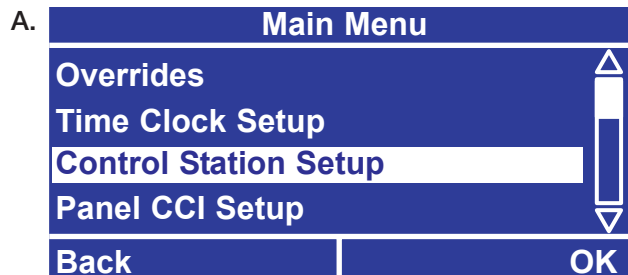 A.
Main Menu
Overrides
Time Clock Setup
Control Station Setup
Panel CCI Setup
Back OK